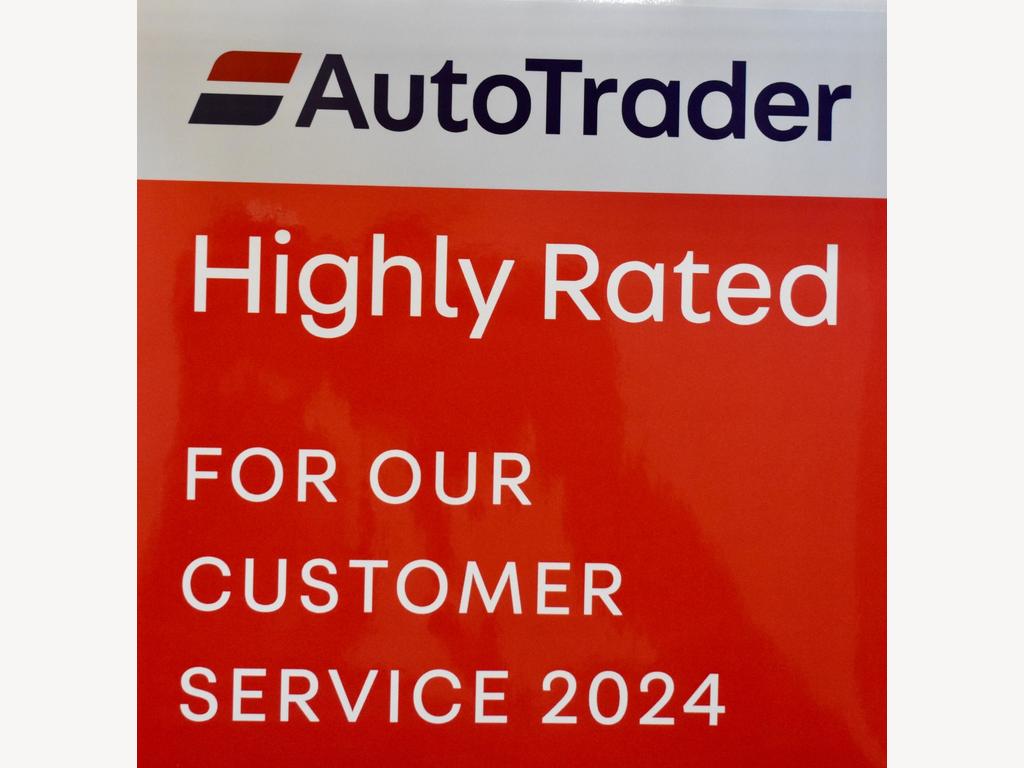 AutoTrader
Highly Rated
FOR OUR
CUSTOMER
SERVICE 2024